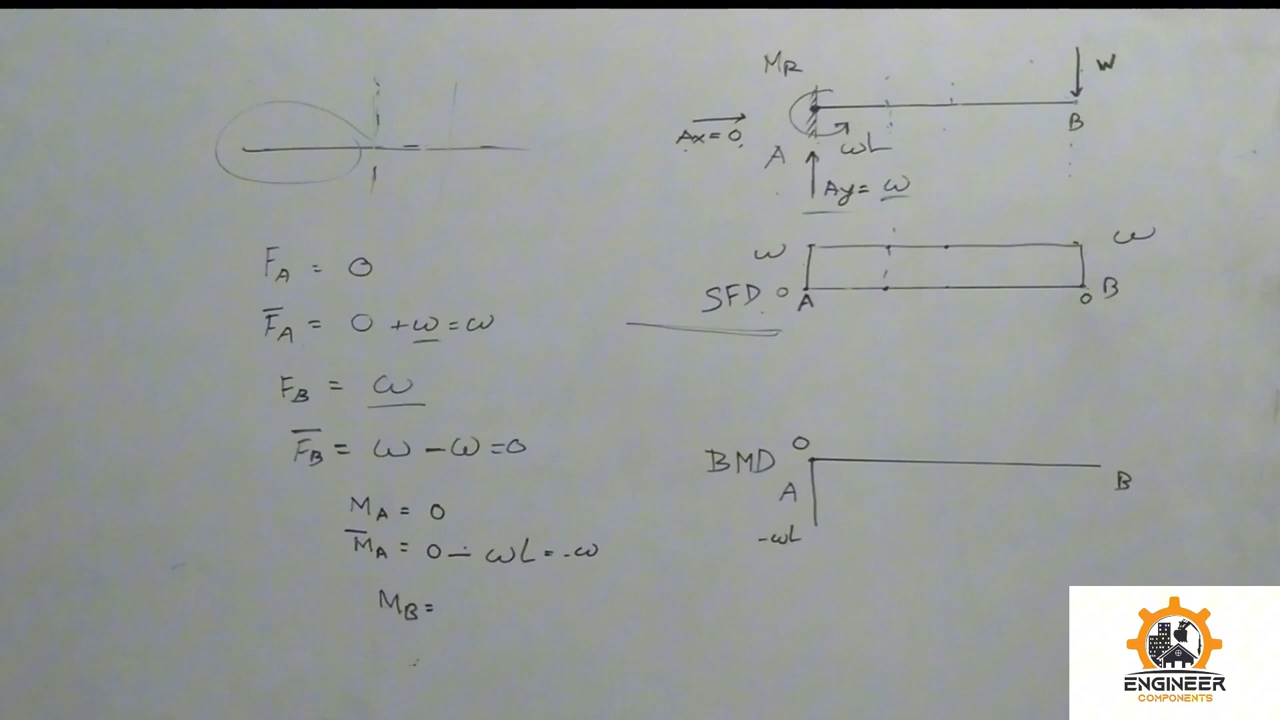 MR
W
Ax = 0
B
A
ωL
Ay = ω
ω
ω
SFD 0 A
0 B
FA = 0
F̅A = 0 + ω = ω
FB = ω
F̅B = ω - ω = 0
0
BMD
A
B
-ωL
MA = 0
M̅A = 0 - ωL = -ω
MB =
ENGINEER
COMPONENTS